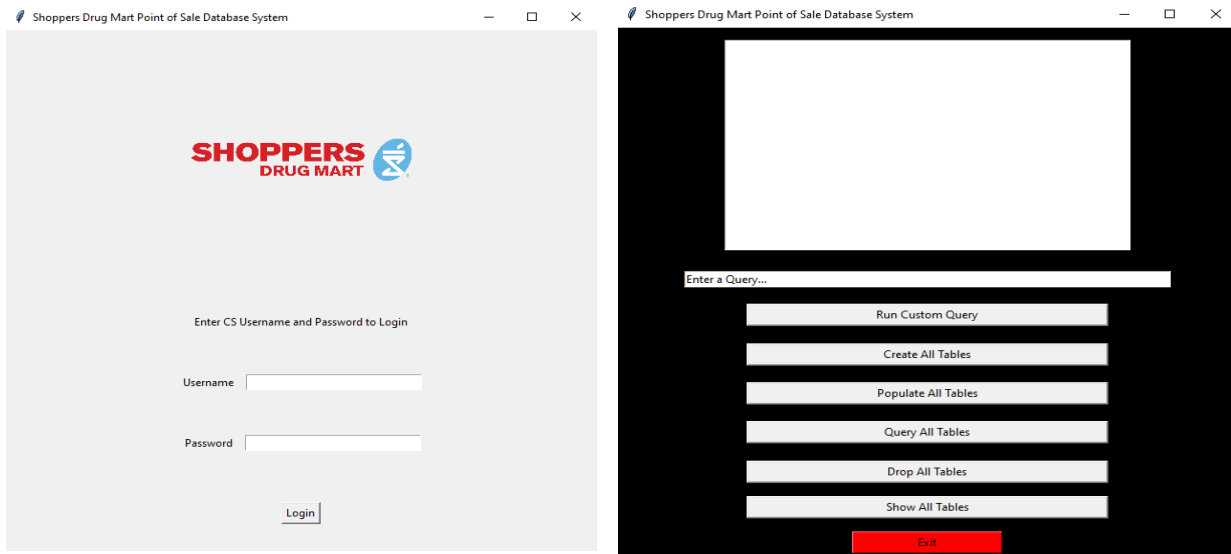 Shoppers Drug Mart Point of Sale Database System
SHOPPERS
DRUG MART
Enter CS Username and Password to Login
Username
Password
Login
Shoppers Drug Mart Point of Sale Database System
Enter a Query...
Run Custom Query
Create All Tables
Populate All Tables
Query All Tables
Drop All Tables
Show All Tables
Exit